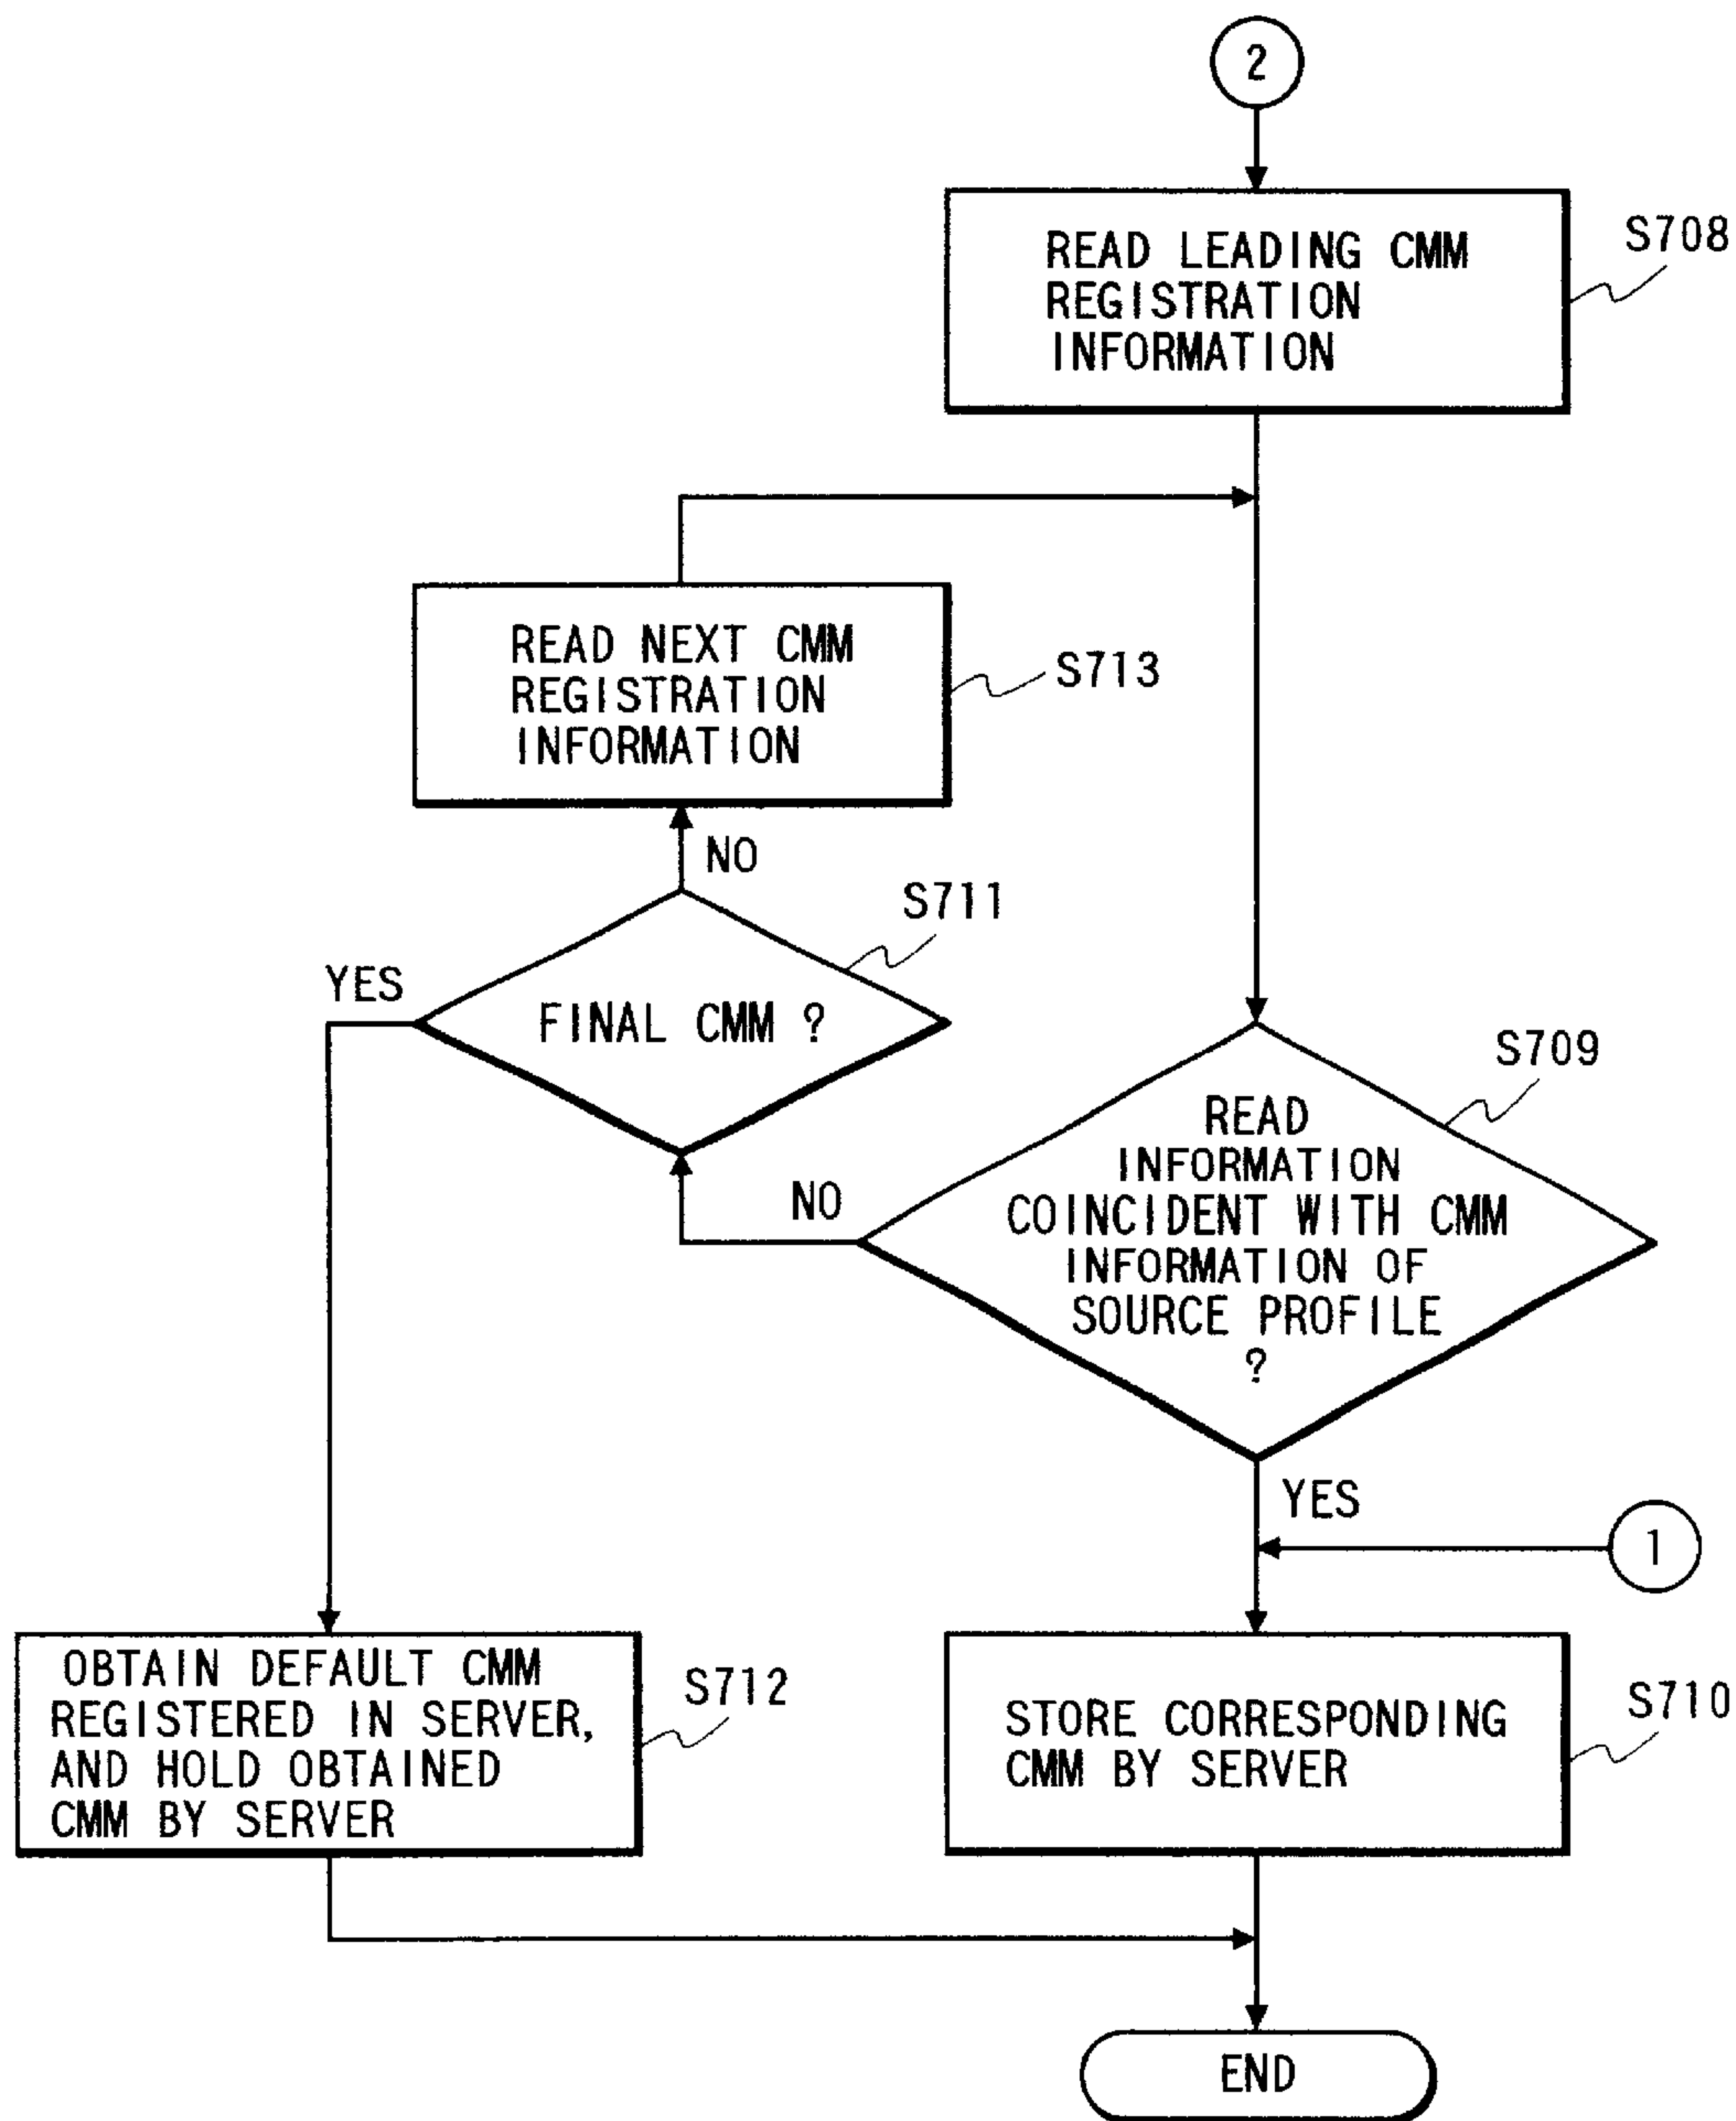 2
READ LEADING CMM
REGISTRATION
INFORMATION
S708
READ NEXT CMM
REGISTRATION
INFORMATION
S713
NO
S711
YES
FINAL CMM ?
S709
READ
INFORMATION
COINCIDENT WITH CMM
INFORMATION OF
SOURCE PROFILE
?
NO
YES
1
OBTAIN DEFAULT CMM
REGISTERED IN SERVER,
AND HOLD OBTAINED
CMM BY SERVER
S712
STORE CORRESPONDING
CMM BY SERVER
S710
END